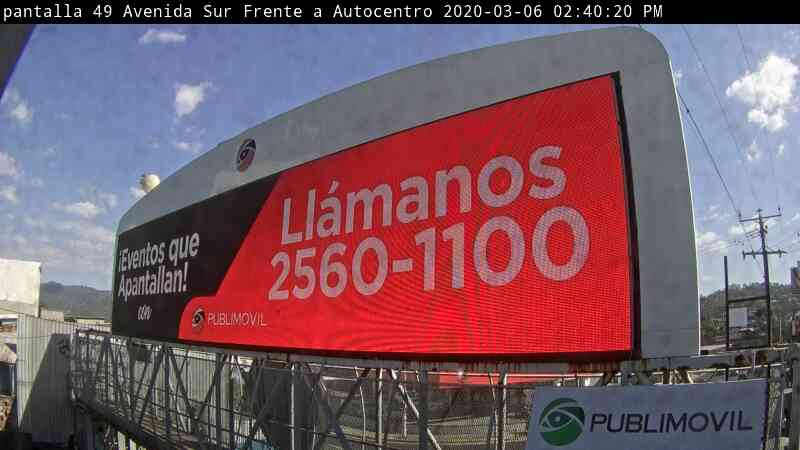 pantalla 49 Avenida Sur Frente a Autocentro 2020-03-06 02:40:20 PM
¡Eventos que
Apantallan!
Llámanos
2560-1100
PUBLIMOVIL
PUBLIMOVIL